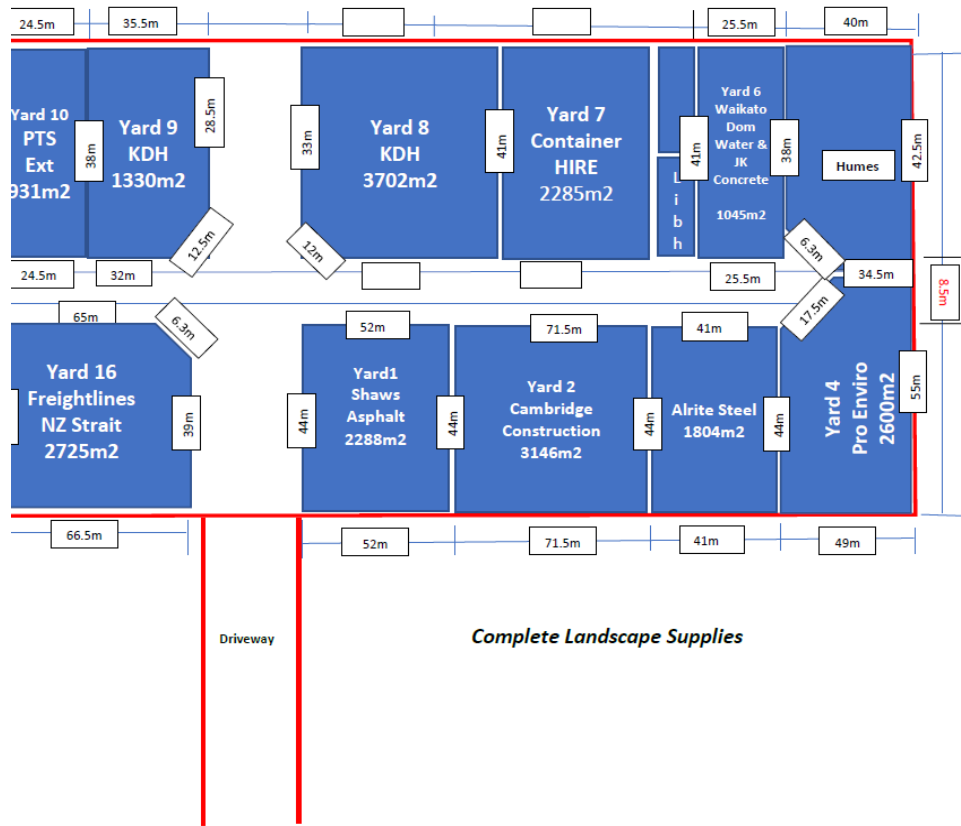 24.5m
35.5m
25.5m
40m
Yard 10
PTS
Ext
931m2
38m
Yard 9
KDH
1330m2
28.5m
12.5m
33m
Yard 8
KDH
3702m2
12m
41m
Yard 7
Container
HIRE
2285m2
L
i
b
h
41m
Yard 6
Waikato
Dom
Water &
JK
Concrete
1045m2
38m
Humes
42.5m
6.3m
24.5m
32m
25.5m
34.5m
8.5m
65m
6.3m
52m
71.5m
41m
17.5m
Yard 16
Freightlines
NZ Strait
2725m2
39m
44m
Yard1
Shaws
Asphalt
2288m2
44m
Yard 2
Cambridge
Construction
3146m2
44m
Alrite Steel
1804m2
44m
Yard 4
Pro Enviro
2600m2
55m
66.5m
52m
71.5m
41m
49m
Driveway
Complete Landscape Supplies